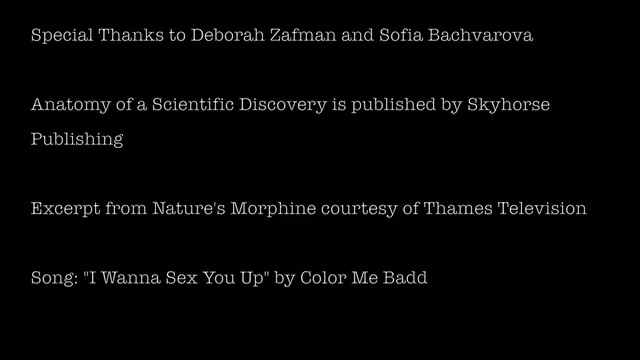 Special Thanks to Deborah Zafman and Sofia Bachvarova
Anatomy of a Scientific Discovery is published by Skyhorse
Publishing
Excerpt from Nature's Morphine courtesy of Thames Television
Song: "I Wanna Sex You Up" by Color Me Badd